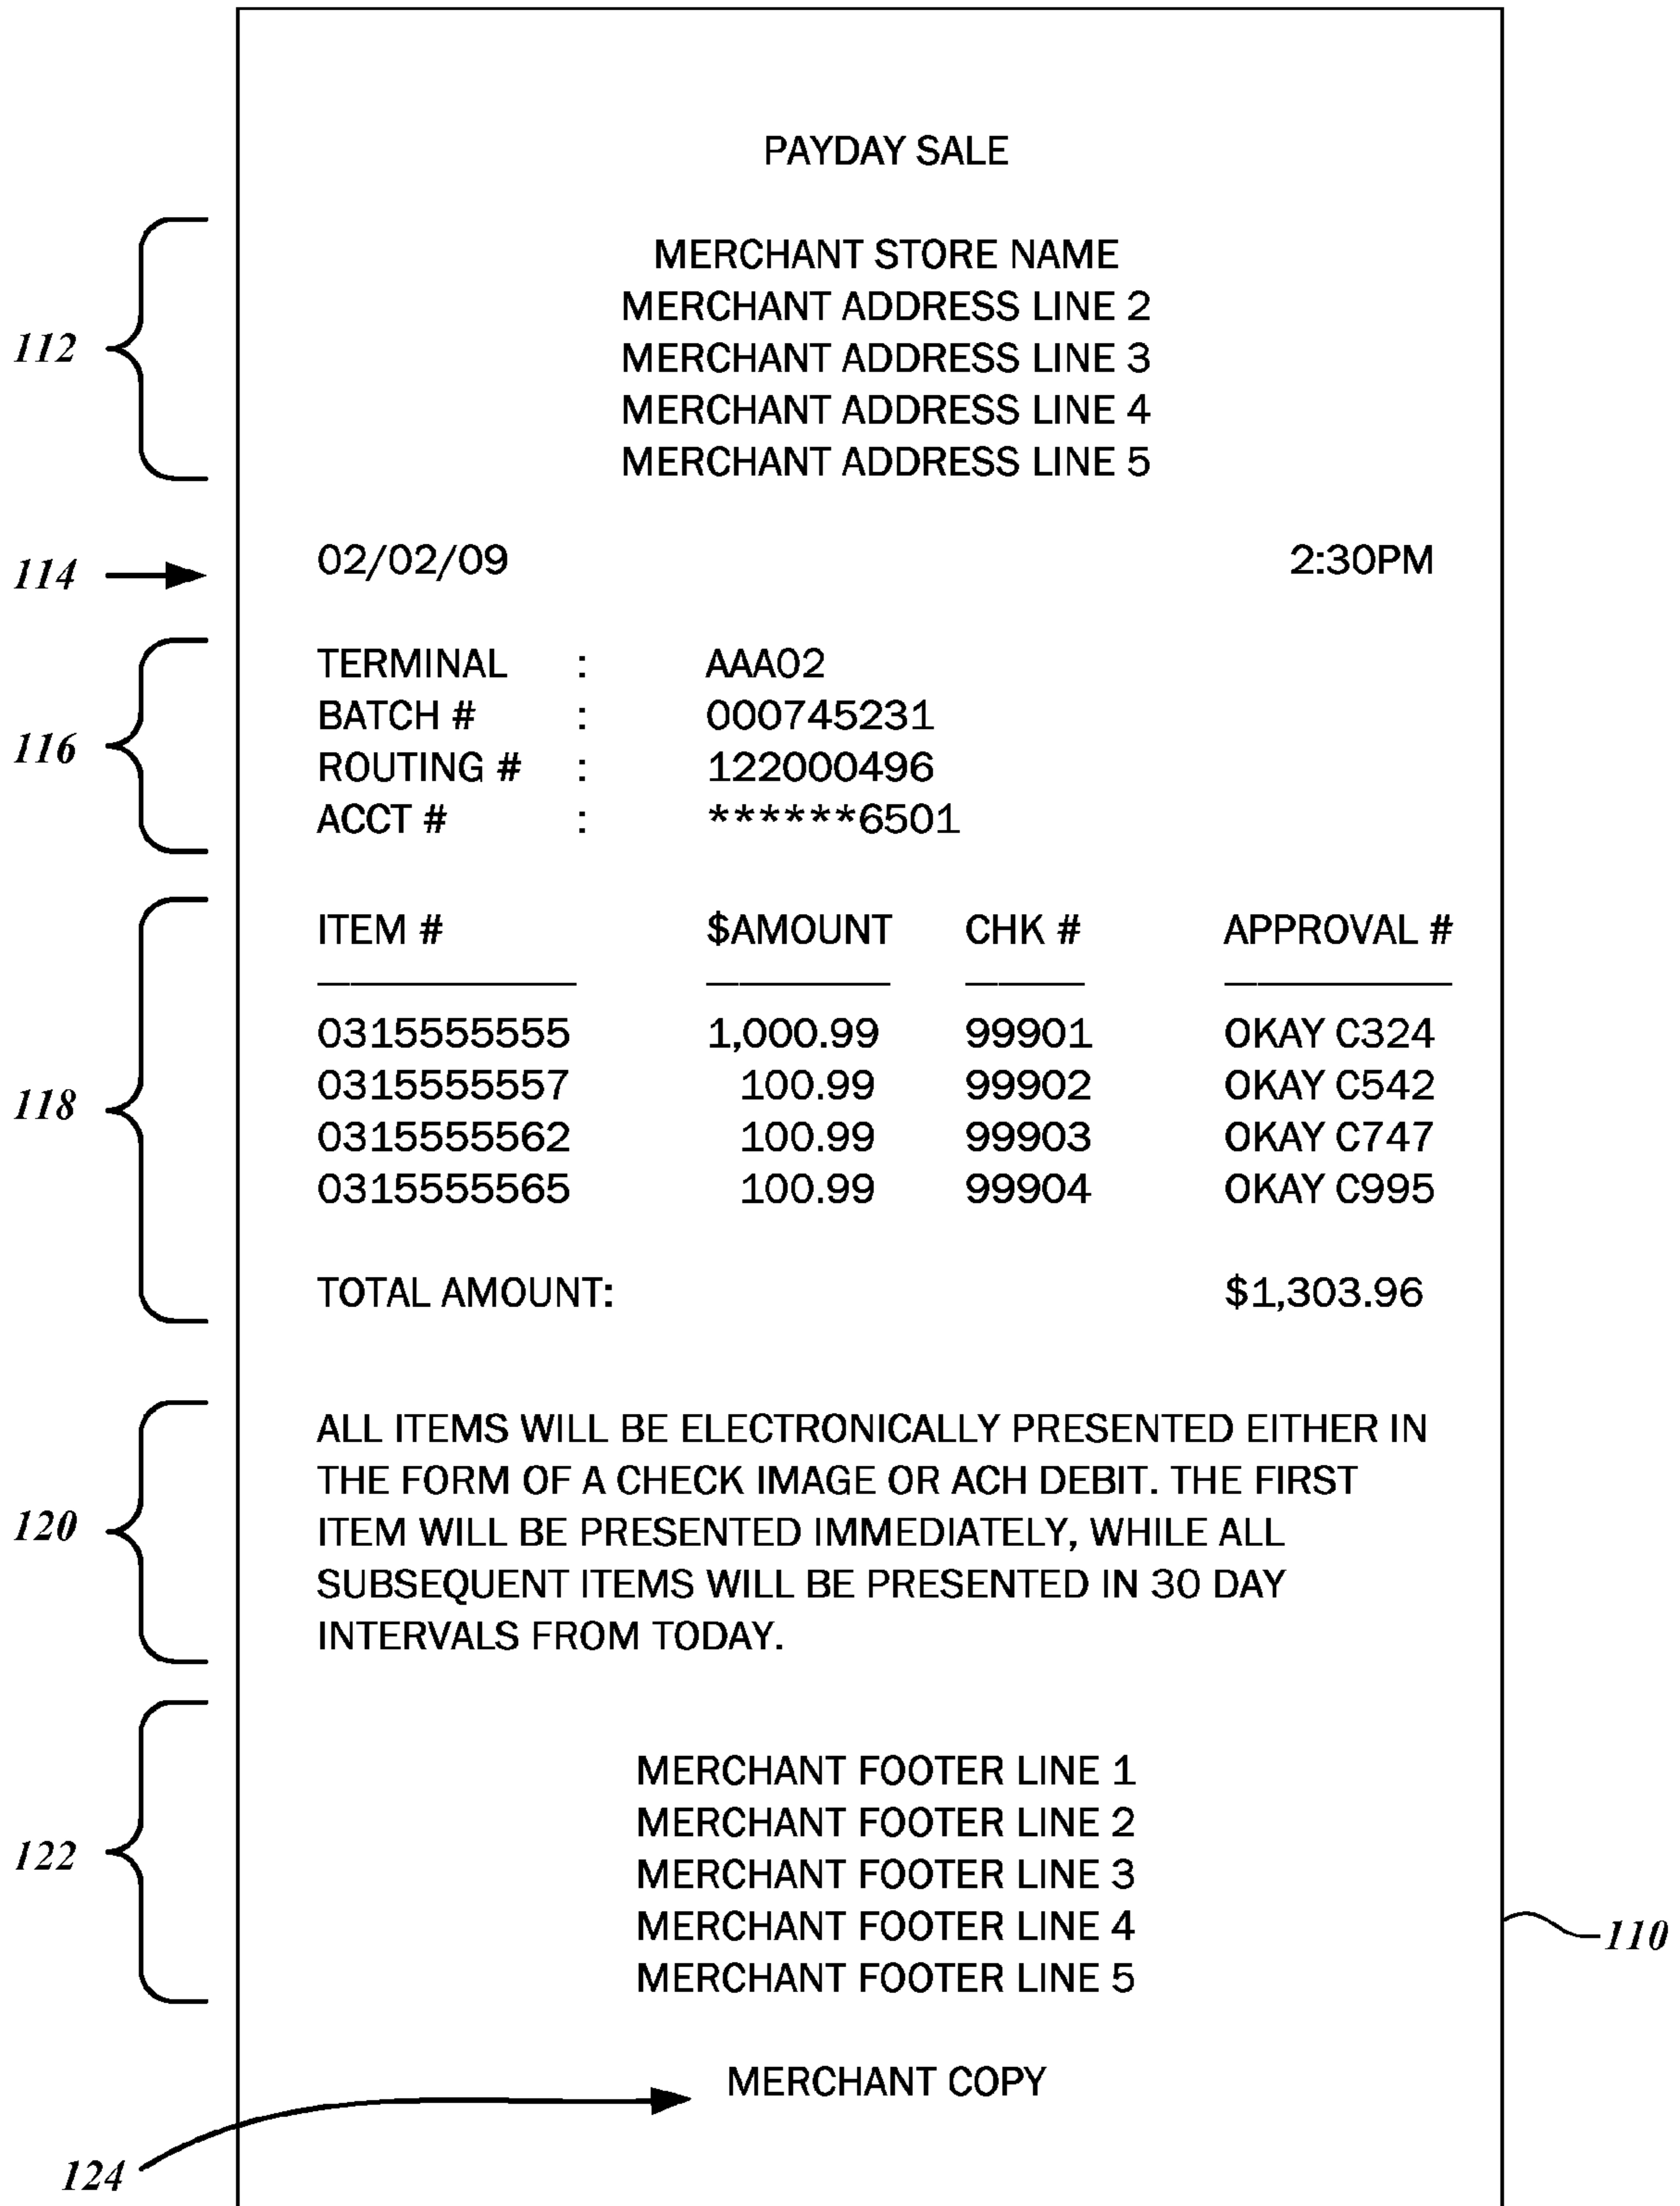 PAYDAY SALE
112
MERCHANT STORE NAME
MERCHANT ADDRESS LINE 2
MERCHANT ADDRESS LINE 3
MERCHANT ADDRESS LINE 4
MERCHANT ADDRESS LINE 5
114 02/02/09 2:30PM
116
TERMINAL : AAA02
BATCH # : 000745231
ROUTING # : 122000496
ACCT # : ******6501
118
ITEM # $AMOUNT CHK # APPROVAL #
0315555555 1,000.99 99901 OKAY C324
0315555557 100.99 99902 OKAY C542
0315555562 100.99 99903 OKAY C747
0315555565 100.99 99904 OKAY C995
TOTAL AMOUNT: $1,303.96
120
ALL ITEMS WILL BE ELECTRONICALLY PRESENTED EITHER IN
THE FORM OF A CHECK IMAGE OR ACH DEBIT. THE FIRST
ITEM WILL BE PRESENTED IMMEDIATELY, WHILE ALL
SUBSEQUENT ITEMS WILL BE PRESENTED IN 30 DAY
INTERVALS FROM TODAY.
122
MERCHANT FOOTER LINE 1
MERCHANT FOOTER LINE 2
MERCHANT FOOTER LINE 3
MERCHANT FOOTER LINE 4
MERCHANT FOOTER LINE 5
110
MERCHANT COPY
124